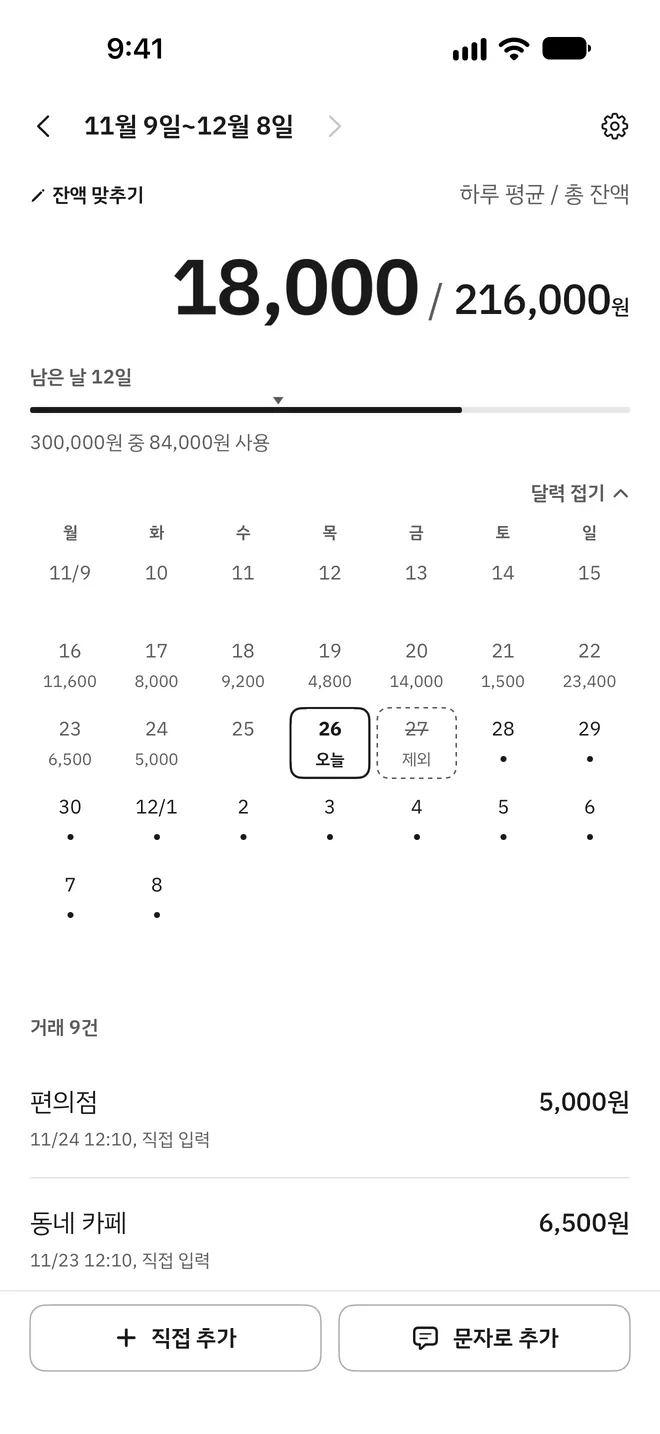 9:41
11월 9일~12월 8일
잔액 맞추기 하루 평균 / 총 잔액
18,000 / 216,000원
남은 날 12일
300,000원 중 84,000원 사용
달력 접기
월 화 수 목 금 토 일
11/9 10 11 12 13 14 15
16 17 18 19 20 21 22
11,600 8,000 9,200 4,800 14,000 1,500 23,400
23 24 25 26 27 28 29
6,500 5,000 오늘 제외
30 12/1 2 3 4 5 6
7 8
거래 9건
편의점 5,000원
11/24 12:10, 직접 입력
동네 카페 6,500원
11/23 12:10, 직접 입력
직접 추가 문자로 추가